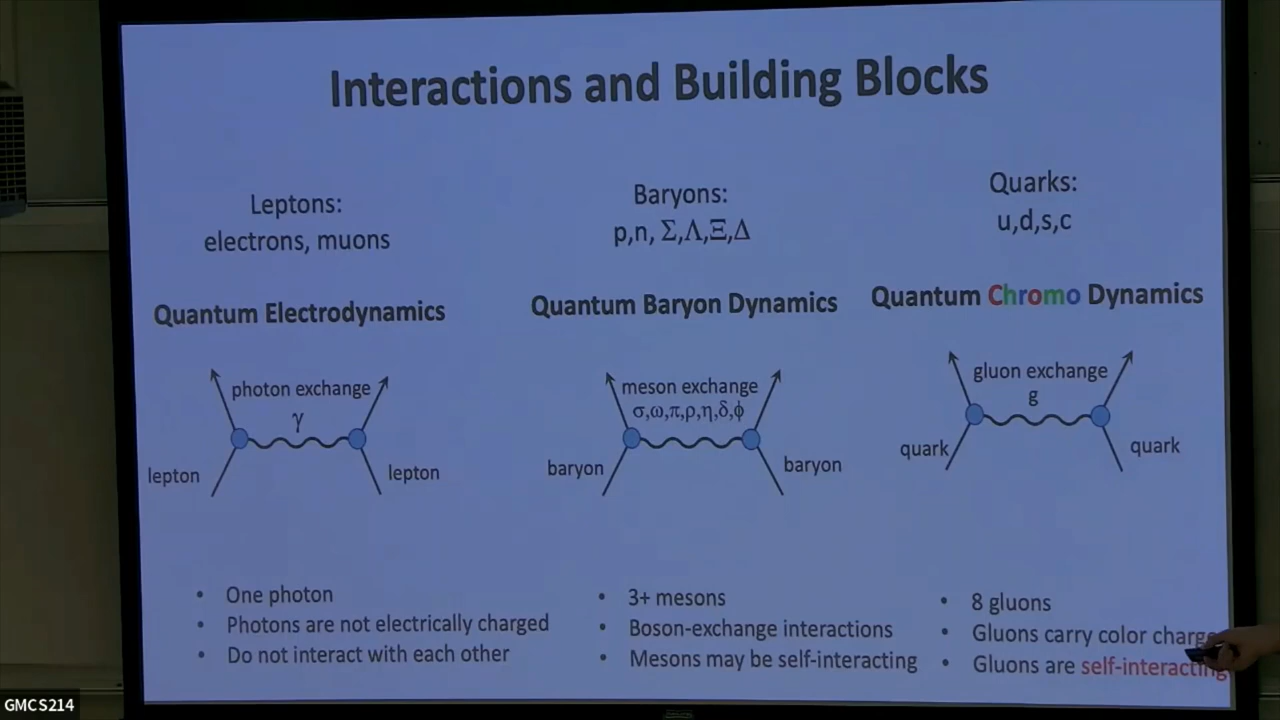 Interactions and Building Blocks
Leptons:
electrons, muons
Quantum Electrodynamics
photon exchange
γ
lepton
lepton
• One photon
• Photons are not electrically charged
• Do not interact with each other
Baryons:
p,n, Σ,Λ,Ξ,Δ
Quantum Baryon Dynamics
meson exchange
σ,ω,π,ρ,η,δ,ϕ
baryon
baryon
• 3+ mesons
• Boson-exchange interactions
• Mesons may be self-interacting
Quarks:
u,d,s,c
Quantum Chromo Dynamics
gluon exchange
g
quark
quark
• 8 gluons
• Gluons carry color charge
• Gluons are self-interacting
GMCS214